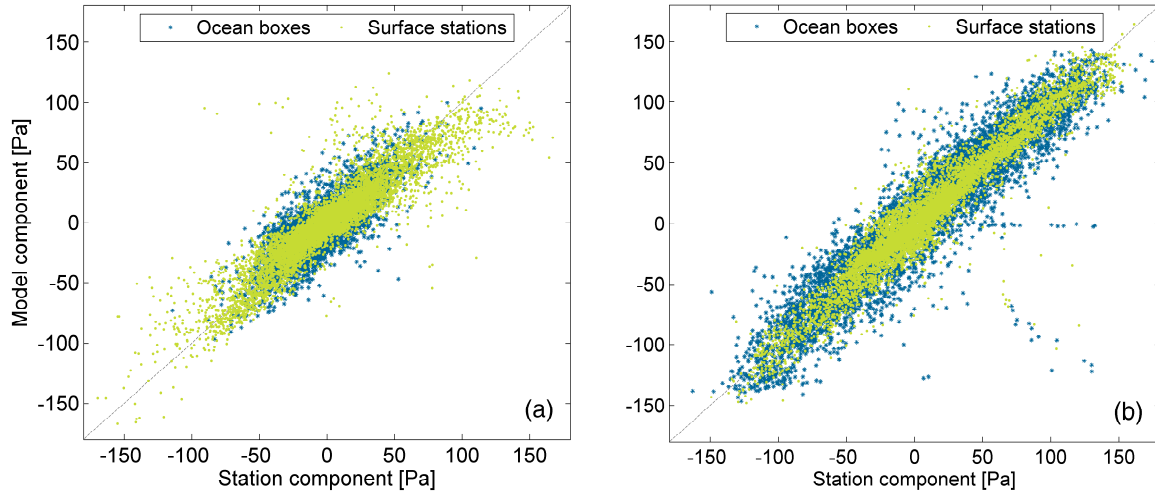 Ocean boxes Surface stations
150
100
50
0
-50
-100
-150
Model component [Pa]
(a)
-150 -100 -50 0 50 100 150
Station component [Pa]
Ocean boxes Surface stations
150
100
50
0
-50
-100
-150
(b)
-150 -100 -50 0 50 100 150
Station component [Pa]